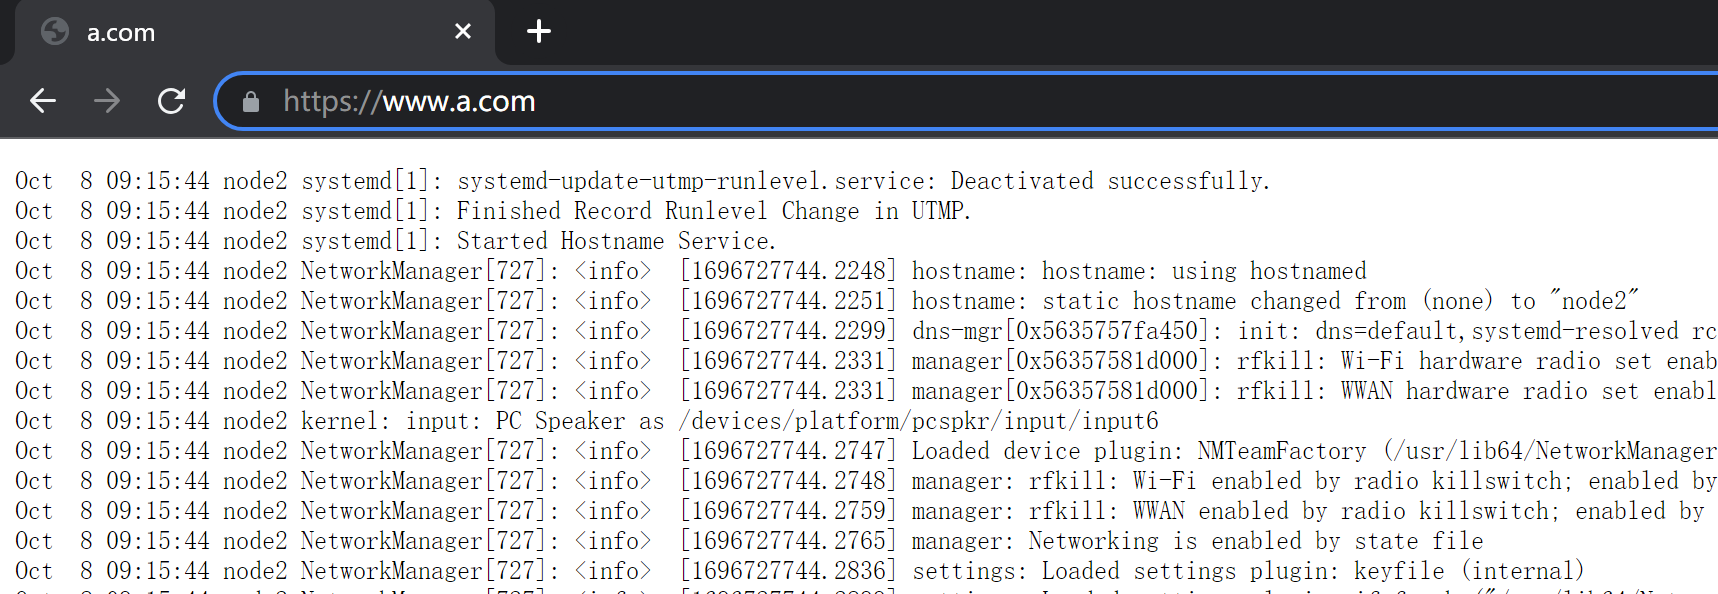 a.com
https://www.a.com
Oct  8 09:15:44 node2 systemd[1]: systemd-update-utmp-runlevel.service: Deactivated successfully.
Oct  8 09:15:44 node2 systemd[1]: Finished Record Runlevel Change in UTMP.
Oct  8 09:15:44 node2 systemd[1]: Started Hostname Service.
Oct  8 09:15:44 node2 NetworkManager[727]: <info>  [1696727744.2248] hostname: hostname: using hostnamed
Oct  8 09:15:44 node2 NetworkManager[727]: <info>  [1696727744.2251] hostname: static hostname changed from (none) to "node2"
Oct  8 09:15:44 node2 NetworkManager[727]: <info>  [1696727744.2299] dns-mgr[0x5635757fa450]: init: dns=default,systemd-resolved rc
Oct  8 09:15:44 node2 NetworkManager[727]: <info>  [1696727744.2331] manager[0x56357581d000]: rfkill: Wi-Fi hardware radio set enab
Oct  8 09:15:44 node2 NetworkManager[727]: <info>  [1696727744.2331] manager[0x56357581d000]: rfkill: WWAN hardware radio set enabl
Oct  8 09:15:44 node2 kernel: input: PC Speaker as /devices/platform/pcspkr/input/input6
Oct  8 09:15:44 node2 NetworkManager[727]: <info>  [1696727744.2747] Loaded device plugin: NMTeamFactory (/usr/lib64/NetworkManager
Oct  8 09:15:44 node2 NetworkManager[727]: <info>  [1696727744.2748] manager: rfkill: Wi-Fi enabled by radio killswitch; enabled by
Oct  8 09:15:44 node2 NetworkManager[727]: <info>  [1696727744.2759] manager: rfkill: WWAN enabled by radio killswitch; enabled by
Oct  8 09:15:44 node2 NetworkManager[727]: <info>  [1696727744.2765] manager: Networking is enabled by state file
Oct  8 09:15:44 node2 NetworkManager[727]: <info>  [1696727744.2836] settings: Loaded settings plugin: keyfile (internal)